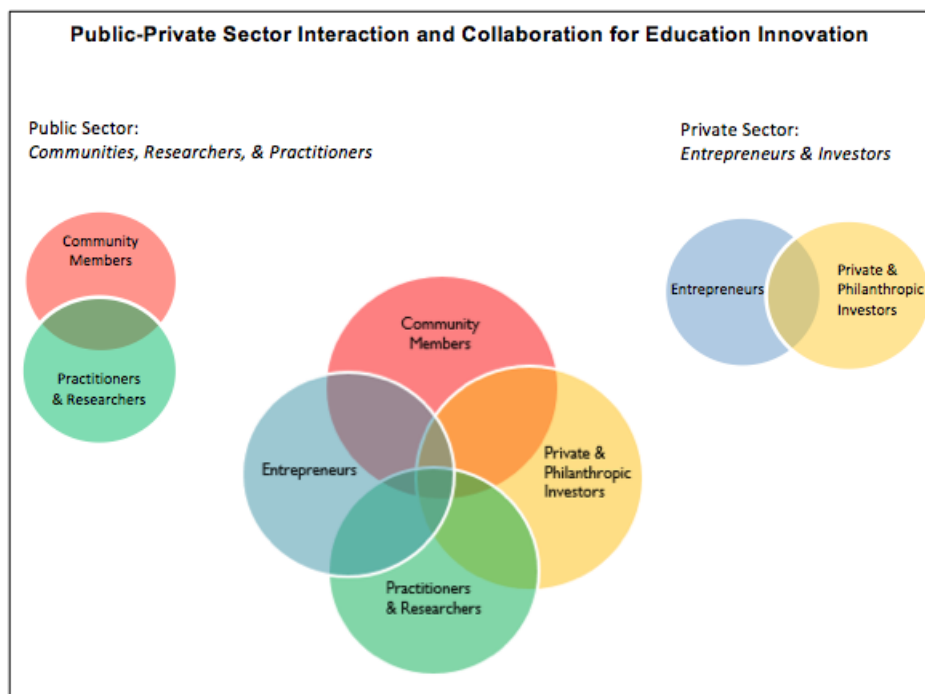 Public-Private Sector Interaction and Collaboration for Education Innovation
Public Sector:
Communities, Researchers, & Practitioners
Private Sector:
Entrepreneurs & Investors
Community
Members
Practitioners
& Researchers
Entrepreneurs
Private &
Philanthropic
Investors
Community
Members
Entrepreneurs
Private &
Philanthropic
Investors
Practitioners
& Researchers